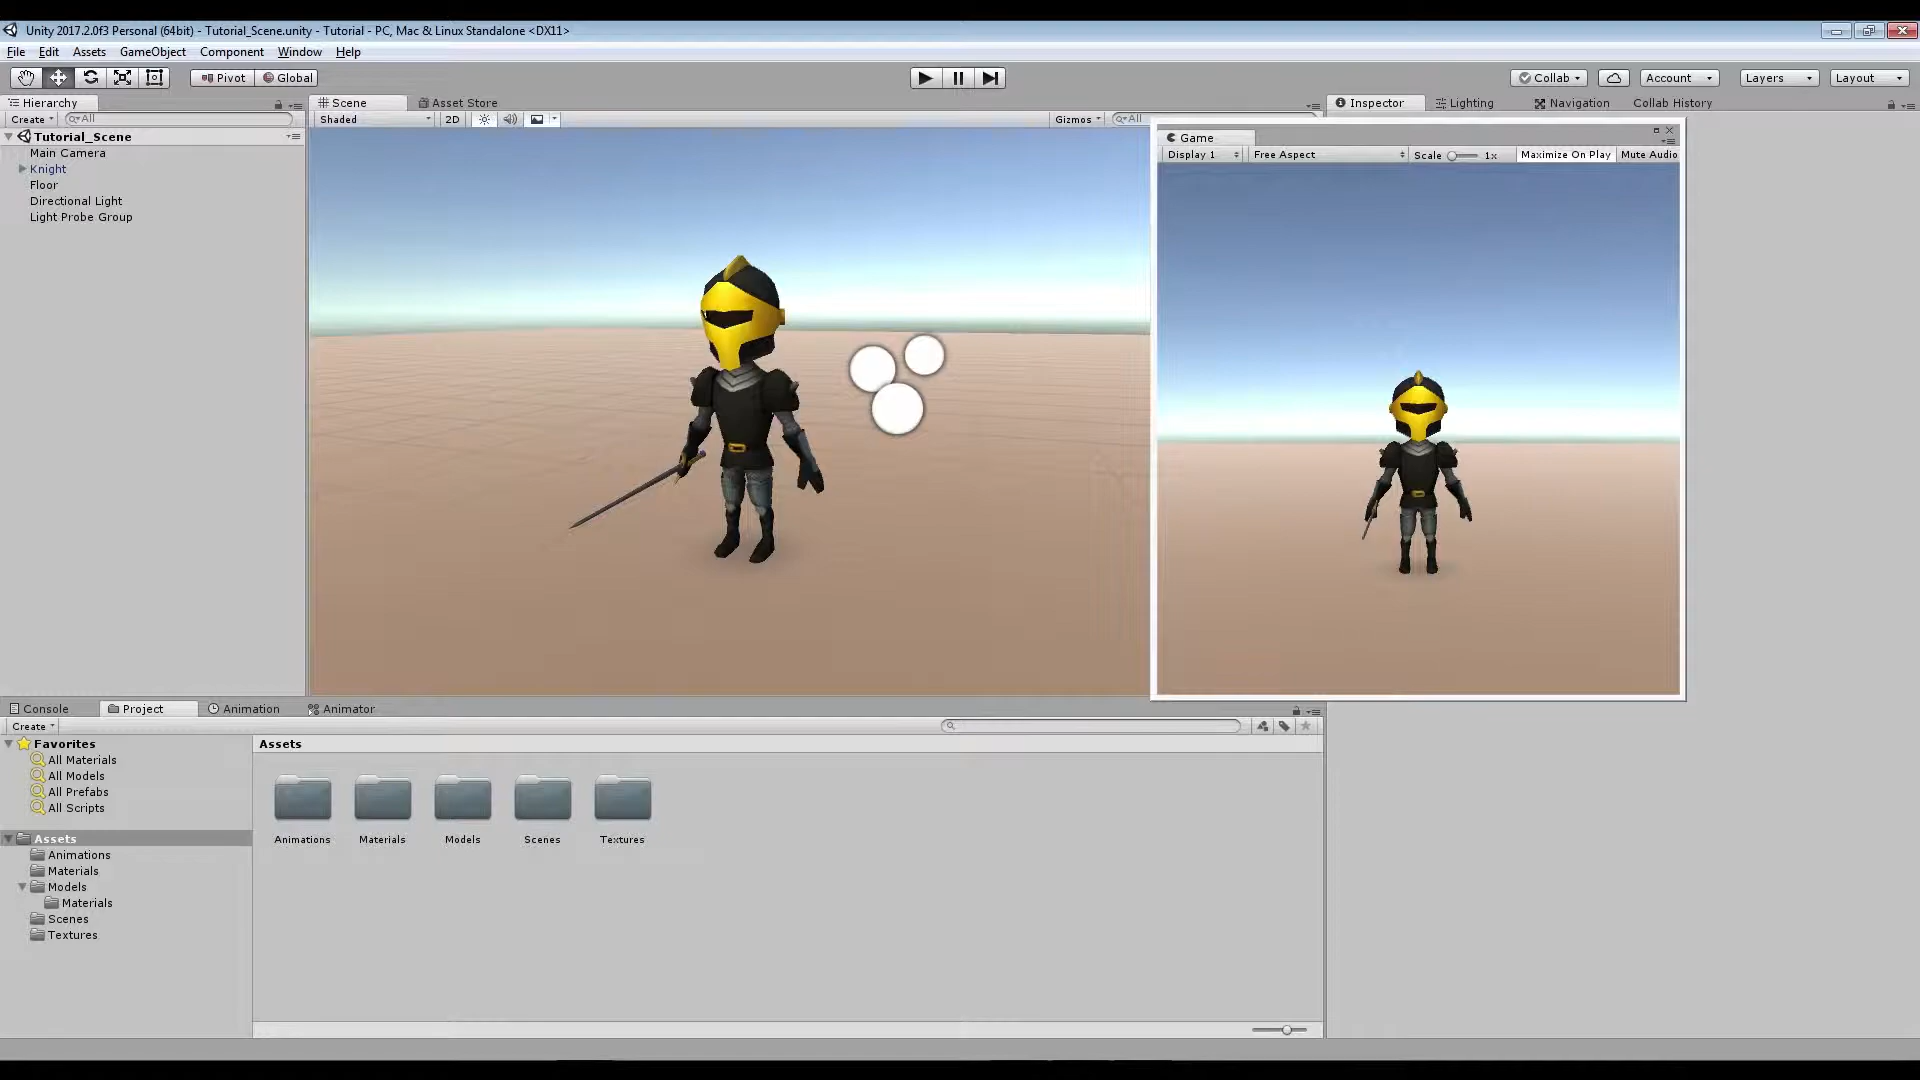 Unity 2017.2.0f3 Personal (64bit) - Tutorial_Scene.unity - Tutorial - PC, Mac & Linux Standalone <DX11>
File Edit Assets GameObject Component Window Help
Pivot Global Collab Account Layers Layout
Hierarchy
Create All
Tutorial_Scene
Main Camera
Knight
Floor
Directional Light
Light Probe Group
Scene Asset Store
Shaded 2D Gizmos All
Inspector Lighting Navigation Collab History
Game
Display 1 Free Aspect Scale 1x Maximize On Play Mute Audio
Console Project Animation Animator
Create
Favorites
All Materials
All Models
All Prefabs
All Scripts
Assets
Animations
Materials
Models
Materials
Scenes
Textures
Assets
Animations Materials Models Scenes Textures